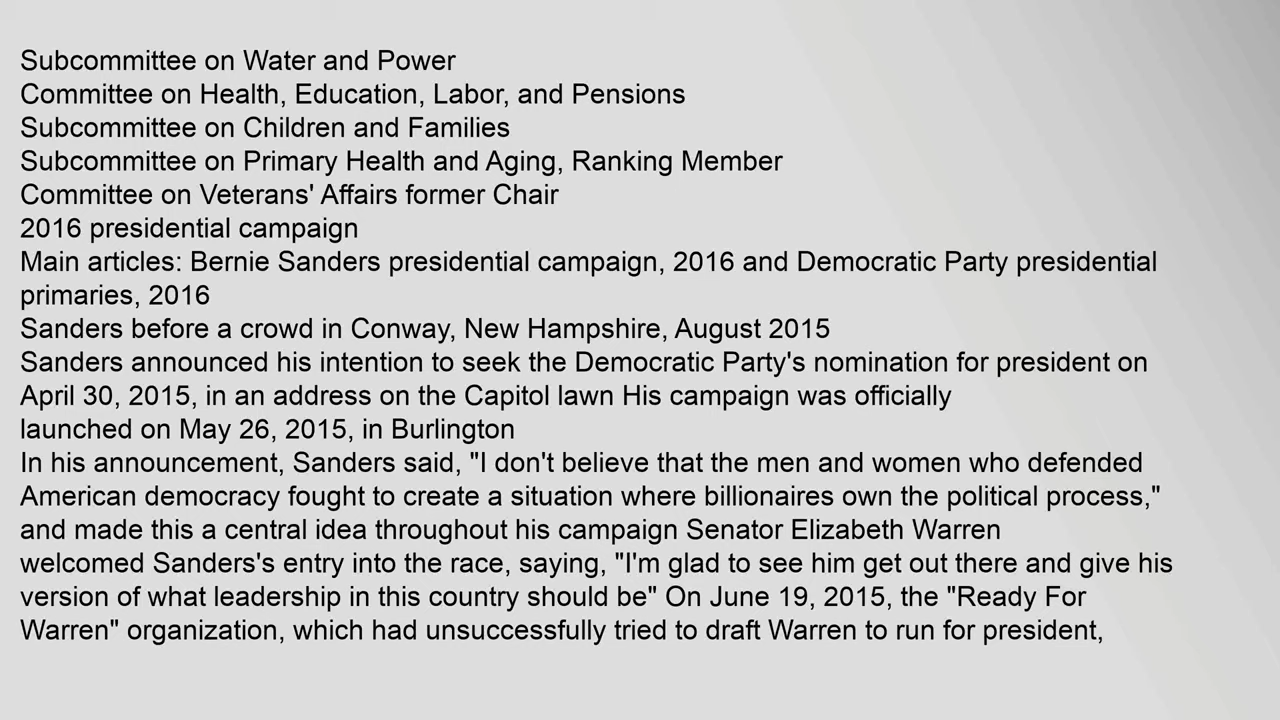 Subcommittee on Water and Power
Committee on Health, Education, Labor, and Pensions
Subcommittee on Children and Families
Subcommittee on Primary Health and Aging, Ranking Member
Committee on Veterans' Affairs former Chair
2016 presidential campaign
Main articles: Bernie Sanders presidential campaign, 2016 and Democratic Party presidential
primaries, 2016
Sanders before a crowd in Conway, New Hampshire, August 2015
Sanders announced his intention to seek the Democratic Party's nomination for president on
April 30, 2015, in an address on the Capitol lawn His campaign was officially
launched on May 26, 2015, in Burlington
In his announcement, Sanders said, "I don't believe that the men and women who defended
American democracy fought to create a situation where billionaires own the political process,"
and made this a central idea throughout his campaign Senator Elizabeth Warren
welcomed Sanders's entry into the race, saying, "I'm glad to see him get out there and give his
version of what leadership in this country should be" On June 19, 2015, the "Ready For
Warren" organization, which had unsuccessfully tried to draft Warren to run for president,